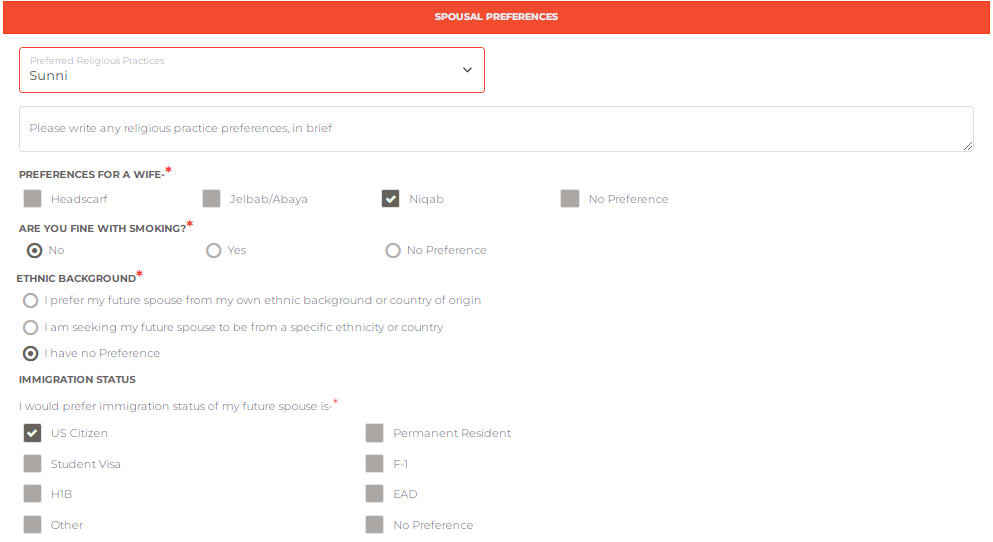 SPOUSAL PREFERENCES
Preferred Religious Practices
Sunni
Please write any religious practice preferences, in brief
PREFERENCES FOR A WIFE-*
Headscarf Jelbab/Abaya Niqab No Preference
ARE YOU FINE WITH SMOKING?*
No Yes No Preference
ETHNIC BACKGROUND*
I prefer my future spouse from my own ethnic background or country of origin
I am seeking my future spouse to be from a specific ethnicity or country
I have no Preference
IMMIGRATION STATUS
I would prefer immigration status of my future spouse is-*
US Citizen Permanent Resident
Student Visa F-1
H1B EAD
Other No Preference